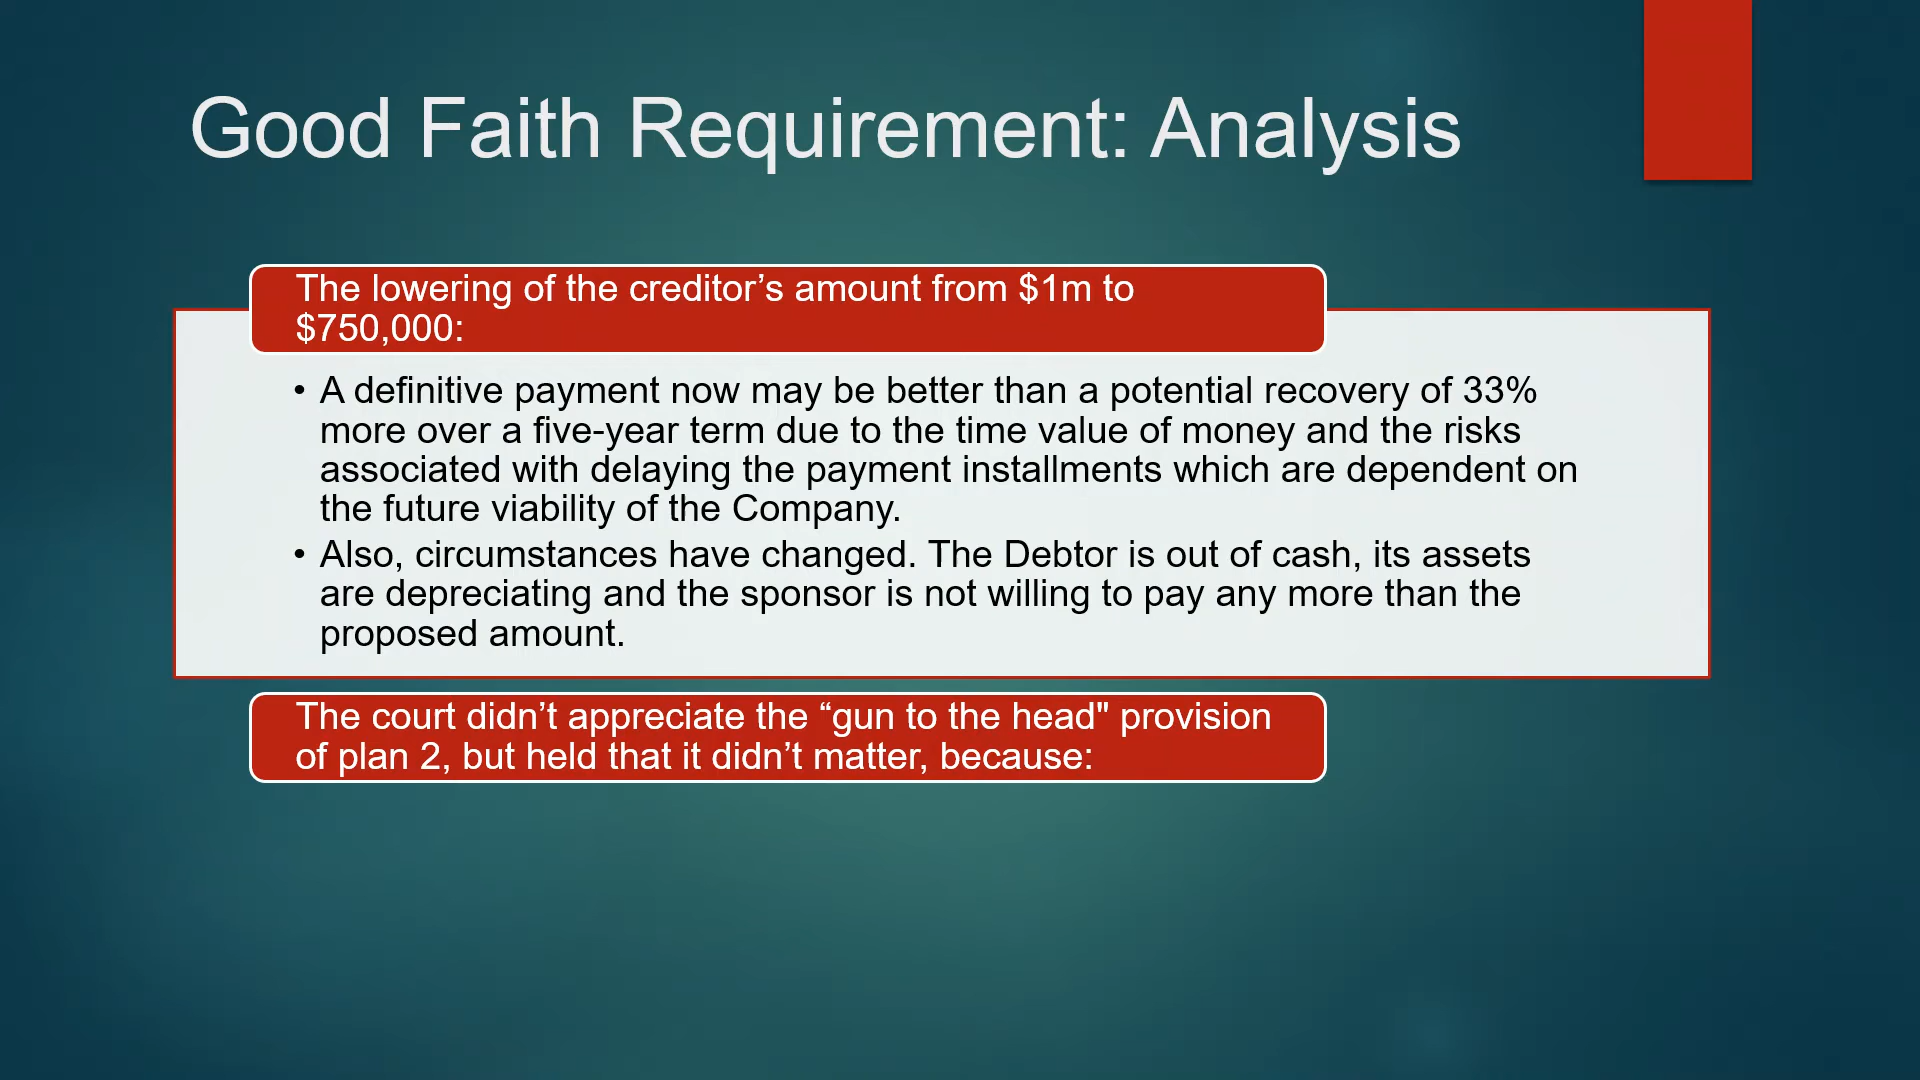 Good Faith Requirement: Analysis
The lowering of the creditor’s amount from $1m to
$750,000:
• A definitive payment now may be better than a potential recovery of 33%
more over a five-year term due to the time value of money and the risks
associated with delaying the payment installments which are dependent on
the future viability of the Company.
• Also, circumstances have changed. The Debtor is out of cash, its assets
are depreciating and the sponsor is not willing to pay any more than the
proposed amount.
The court didn’t appreciate the “gun to the head" provision
of plan 2, but held that it didn’t matter, because: